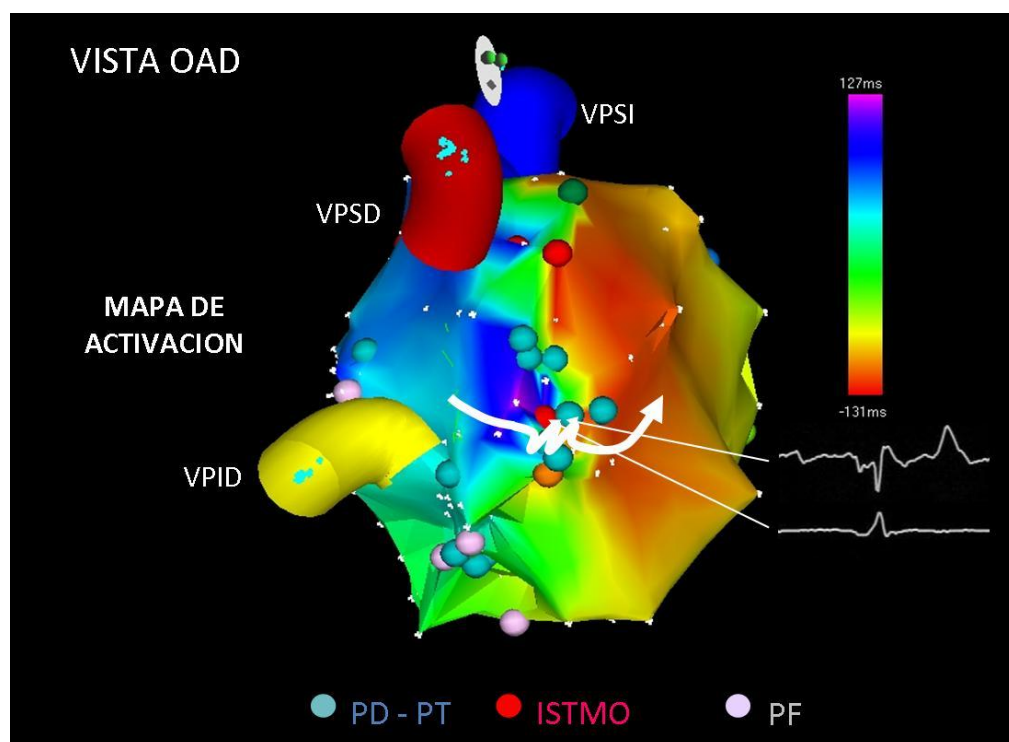 VISTA OAD
127ms
VPSI
VPSD
MAPA DE
ACTIVACION
-131ms
VPID
PD - PT
ISTMO
PF